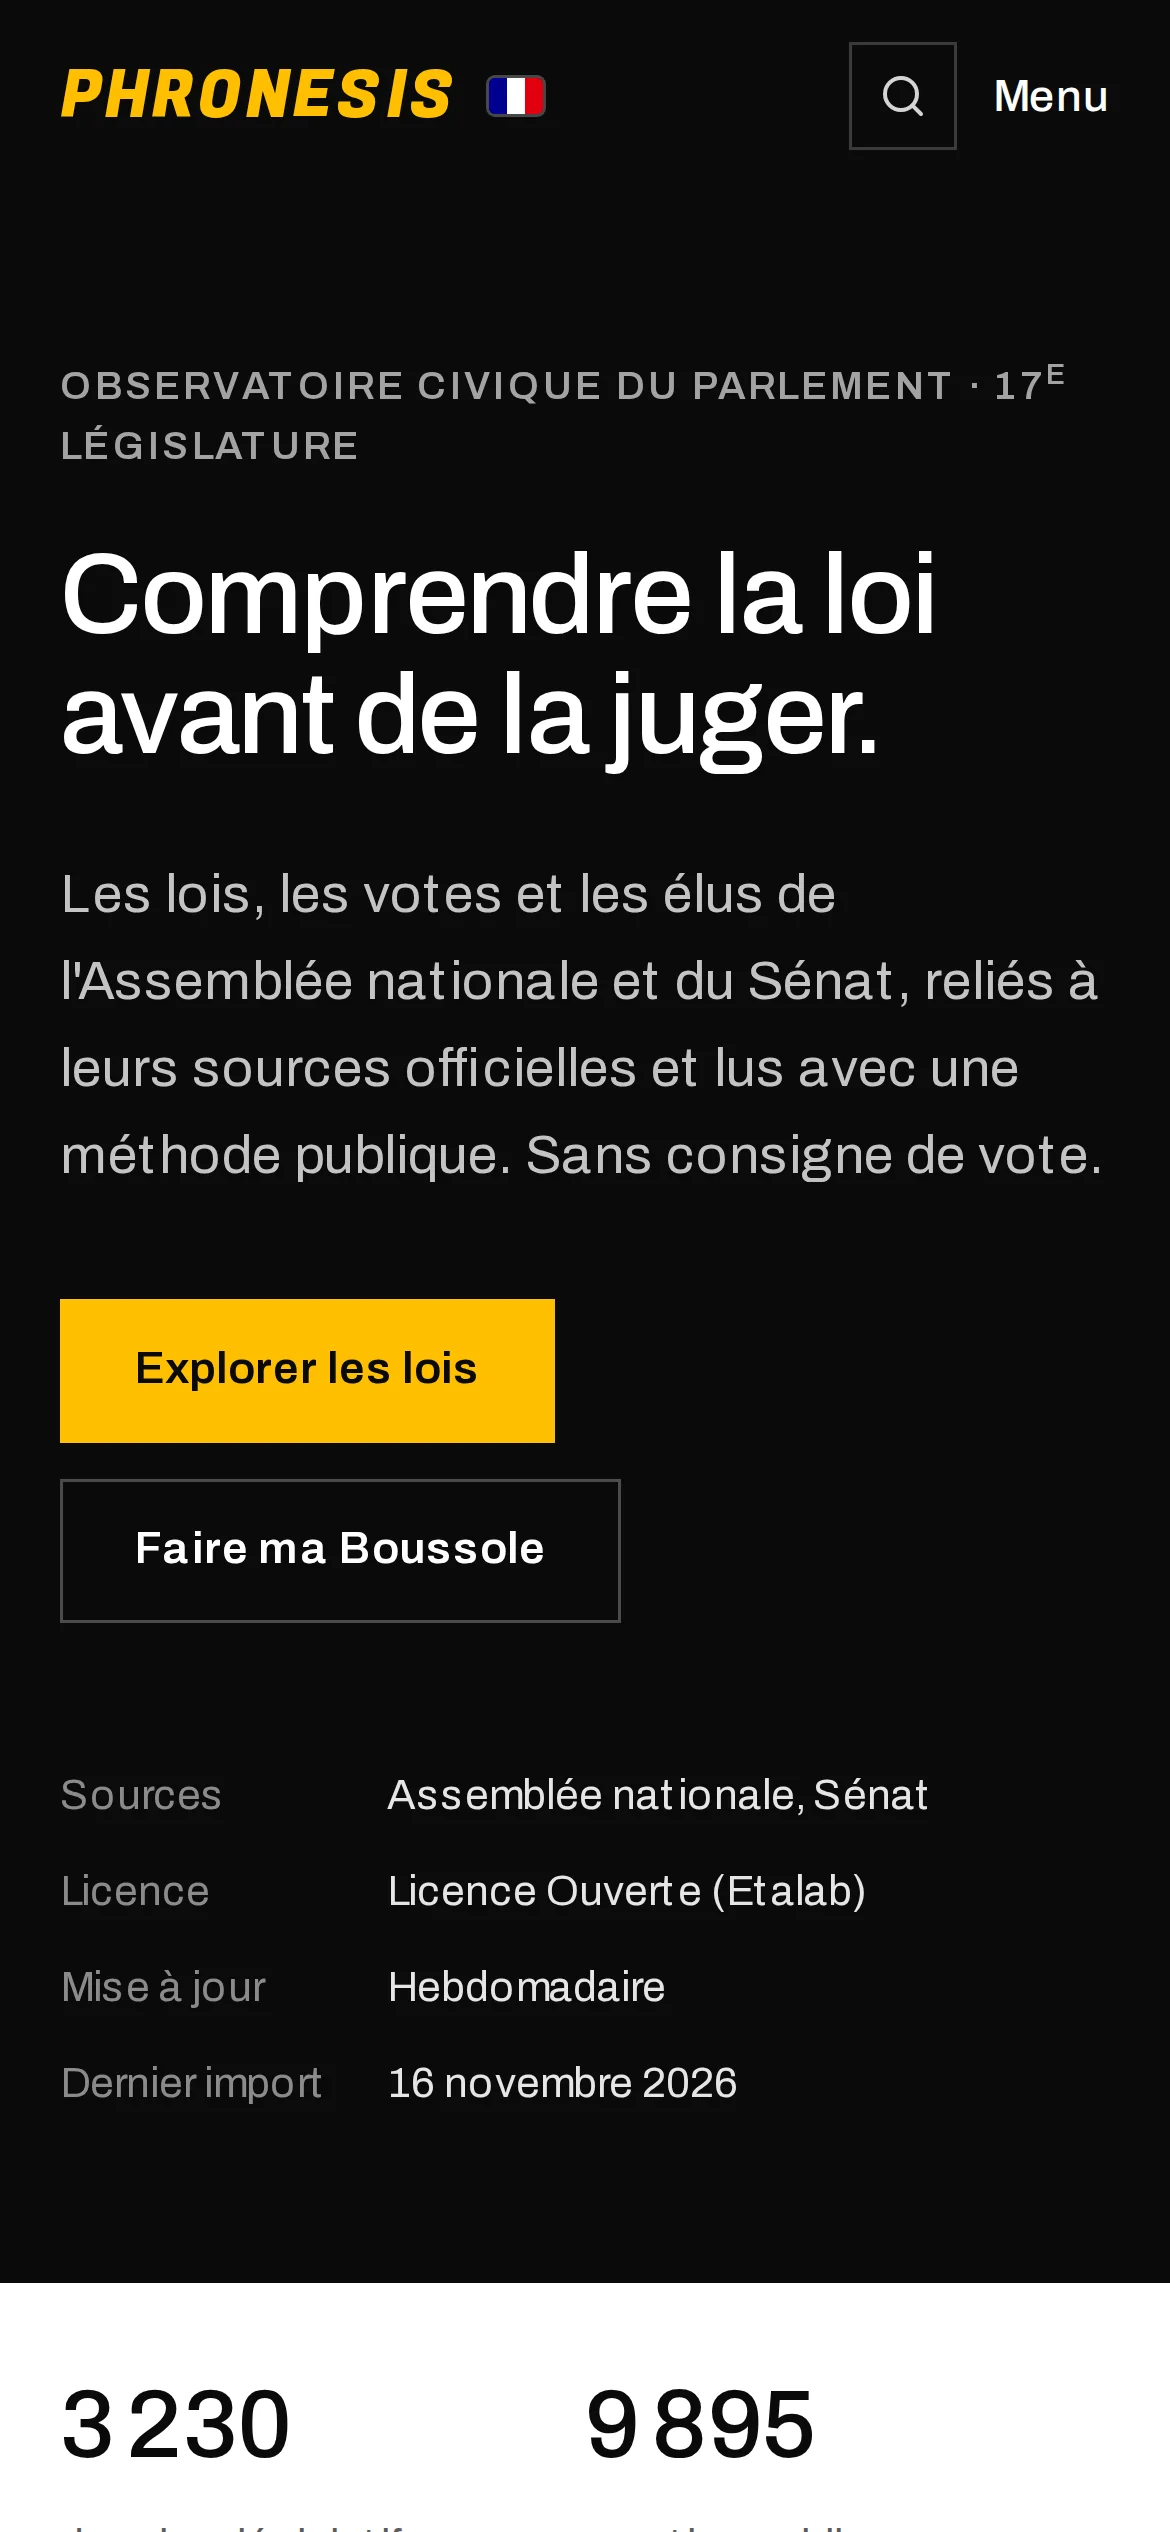 PHRONESIS
Menu
OBSERVATOIRE CIVIQUE DU PARLEMENT · 17E
LÉGISLATURE
Comprendre la loi
avant de la juger.
Les lois, les votes et les élus de
l'Assemblée nationale et du Sénat, reliés à
leurs sources officielles et lus avec une
méthode publique. Sans consigne de vote.
Explorer les lois
Faire ma Boussole
Sources Assemblée nationale, Sénat
Licence Licence Ouverte (Etalab)
Mise à jour Hebdomadaire
Dernier import 16 novembre 2026
3 230 9 895